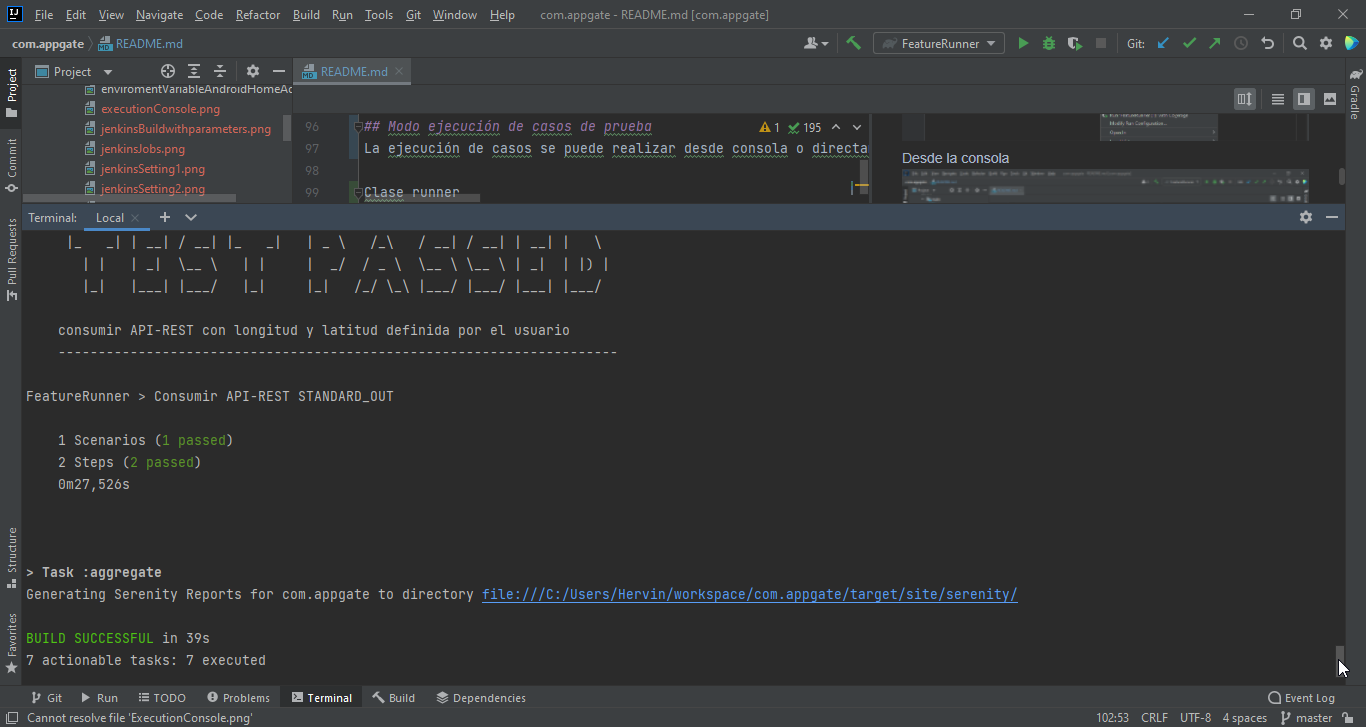 File Edit View Navigate Code Refactor Build Run Tools Git Window Help com.appgate - README.md [com.appgate]
com.appgate README.md FeatureRunner Git:
Project README.md
enviromentVariableAndroidHomeAd
executionConsole.png
jenkinsBuildwithparameters.png
jenkinsJobs.png
jenkinsSetting1.png
jenkinsSetting2.png
96 ## Modo ejecución de casos de prueba 1 195
97 La ejecución de casos se puede realizar desde consola o directa
98
99 Clase runner
Desde la consola
Project
Commit
Pull Requests
Structure
Favorites
Gradle
Terminal: Local
consumir API-REST con longitud y latitud definida por el usuario
----------------------------------------------------------------------
FeatureRunner > Consumir API-REST STANDARD_OUT
1 Scenarios (1 passed)
2 Steps (2 passed)
0m27,526s
> Task :aggregate
Generating Serenity Reports for com.appgate to directory file:///C:/Users/Hervin/workspace/com.appgate/target/site/serenity/
BUILD SUCCESSFUL in 39s
7 actionable tasks: 7 executed
Git Run TODO Problems Terminal Build Dependencies Event Log
Cannot resolve file 'ExecutionConsole.png' 102:53 CRLF UTF-8 4 spaces master